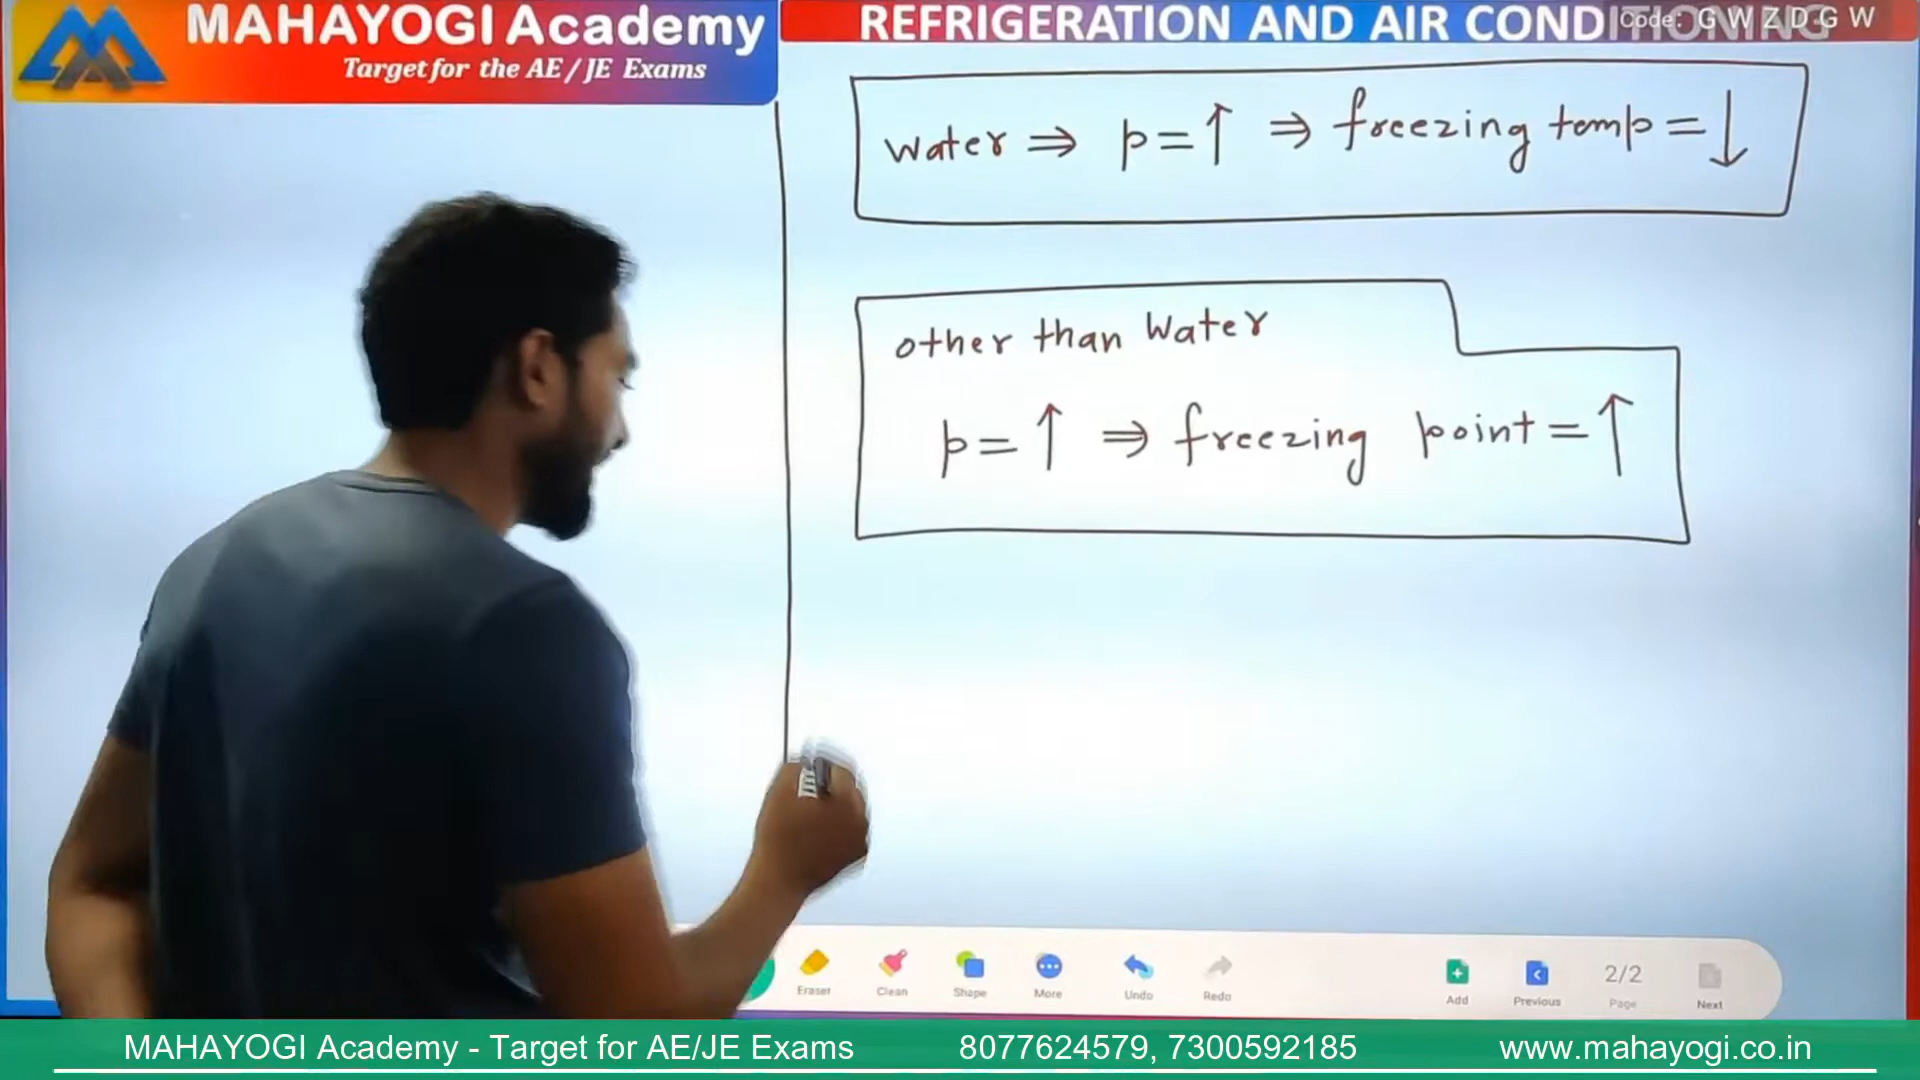 MAHAYOGI Academy
Target for the AE / JE Exams
REFRIGERATION AND AIR CONDITIONING
Code: G W Z D G W
water ⇒ p = ↑ ⇒ freezing temp = ↓
other than water
p = ↑ ⇒ freezing point = ↑
Eraser
Clean
Shape
More
Undo
Redo
Add
Previous
2/2
Page
Next
MAHAYOGI Academy - Target for AE/JE Exams 8077624579, 7300592185 www.mahayogi.co.in